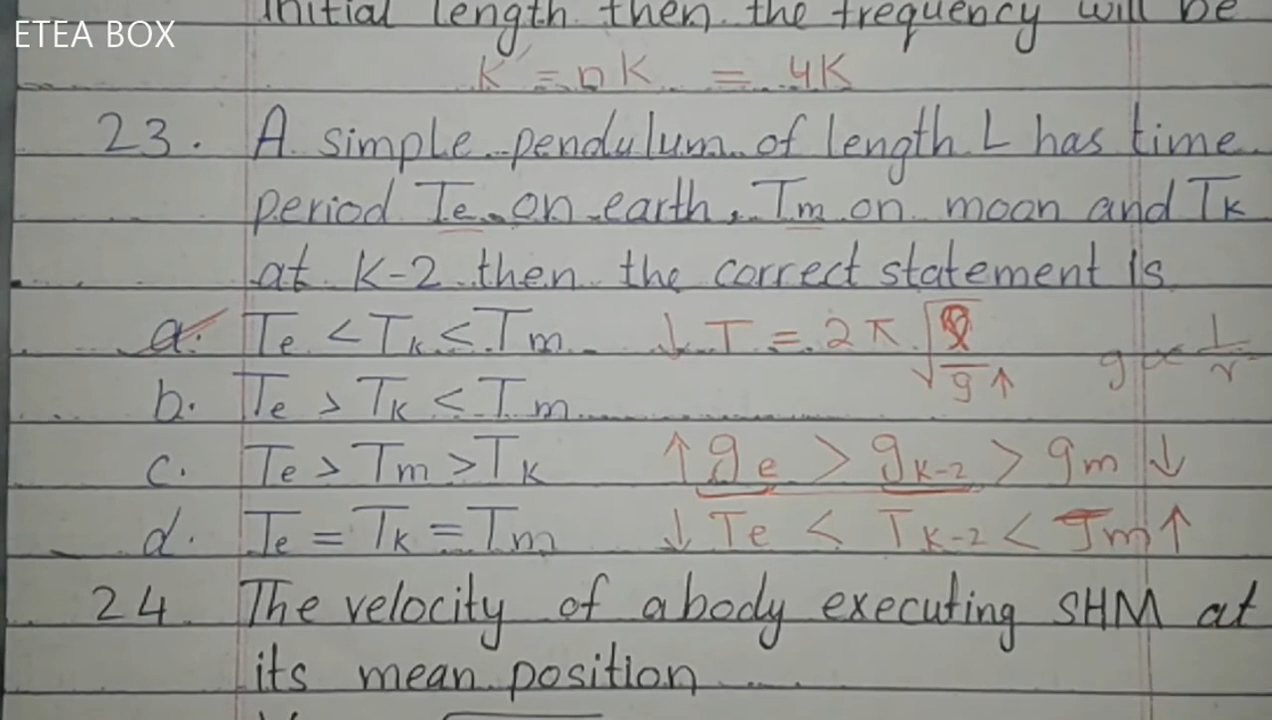 initial length then the frequency will be
ETEA BOX
K' = nK = 4K
23. A simple pendulum of length L has time
period Te on earth, Tm on moon and Tk
at K-2 then the correct statement is
a. Te < Tk < Tm ↓ T = 2π √l/g↑ g ∝ 1/r
b. Te > Tk < Tm
c. Te > Tm > Tk ↑ ge > gK-2 > gm ↓
d. Te = Tk = Tm ↓ Te < TK-2 < Tm ↑
24 The velocity of a body executing SHM at
its mean position